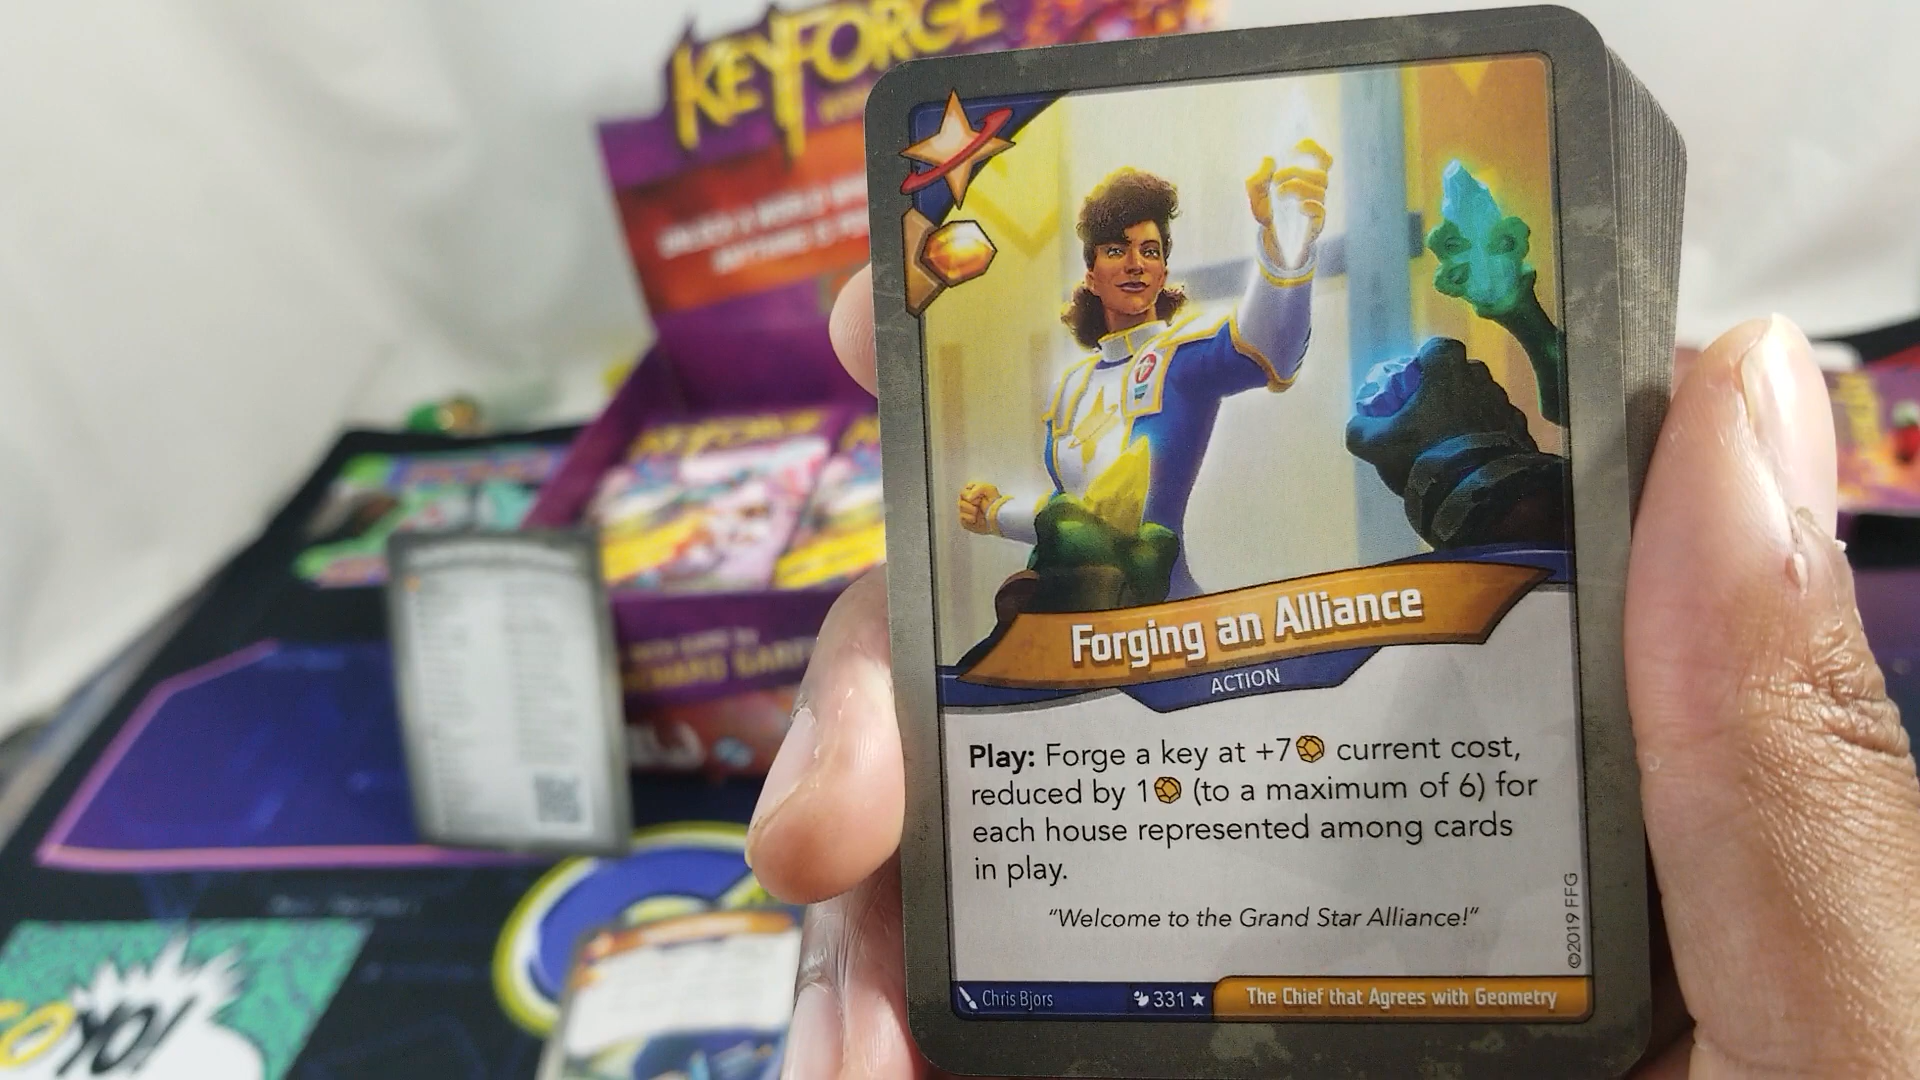 KEYFORGE
Forging an Alliance
ACTION
Play: Forge a key at +7 current cost,
reduced by 1 (to a maximum of 6) for
each house represented among cards
in play.
“Welcome to the Grand Star Alliance!”
©2019 FFG
Chris Bjors
331
The Chief that Agrees with Geometry
YO!